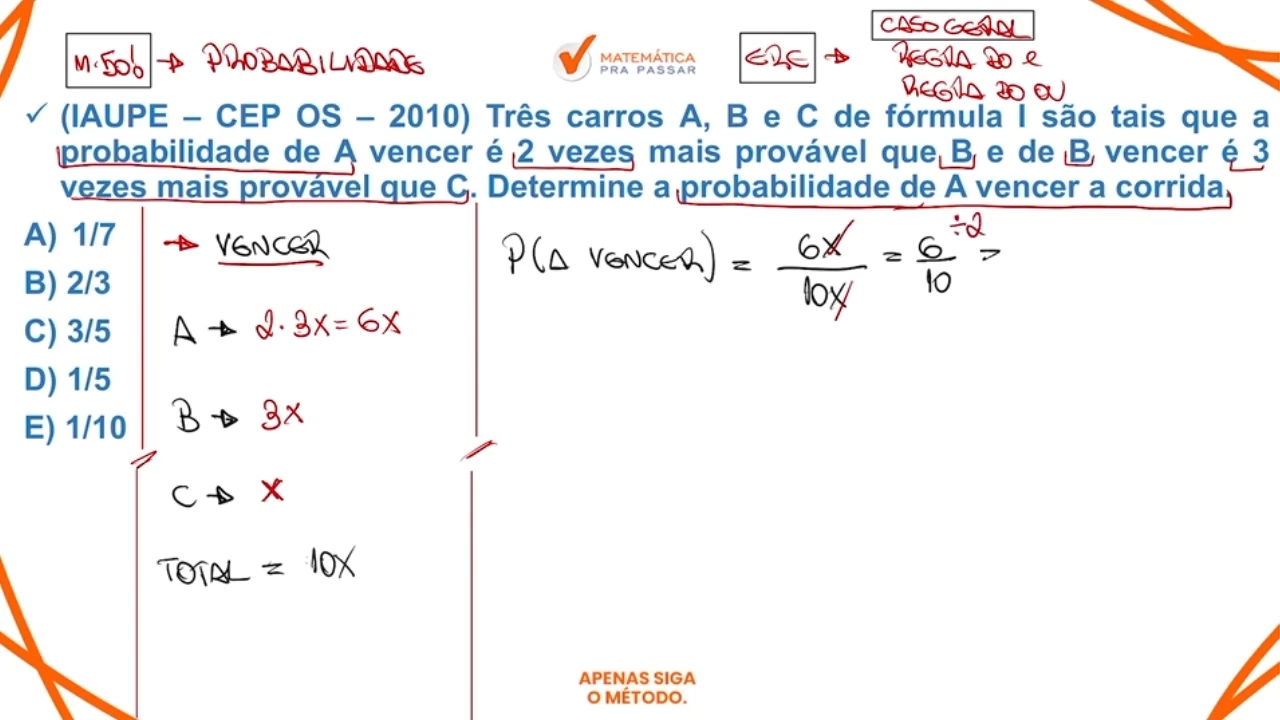 M.50% → PROBABILIDADE
MATEMÁTICA
PRA PASSAR
CASO GERAL
ERE → REGRA DO E
REGRA DO OU
✓ (IAUPE – CEP OS – 2010) Três carros A, B e C de fórmula I são tais que a
probabilidade de A vencer é 2 vezes mais provável que B e de B vencer é 3
vezes mais provável que C. Determine a probabilidade de A vencer a corrida.
A) 1/7
B) 2/3
C) 3/5
D) 1/5
E) 1/10
→ VENCER
A → 2·3X=6X
B → 3X
C → X
TOTAL = 10X
P(A VENCER) = 6X/10X = 6/10 ÷2 =
APENAS SIGA
O MÉTODO.